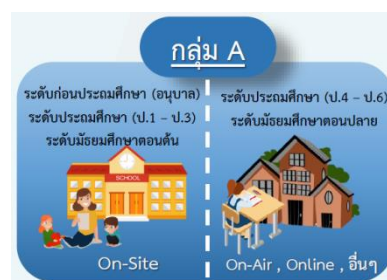 กลุ่ม A
ระดับก่อนประถมศึกษา (อนุบาล)
ระดับประถมศึกษา (ป.1 – ป.3)
ระดับมัธยมศึกษาตอนต้น
SCHOOL
On-Site
ระดับประถมศึกษา (ป.4 – ป.6)
ระดับมัธยมศึกษาตอนปลาย
On-Air , Online , อื่นๆ